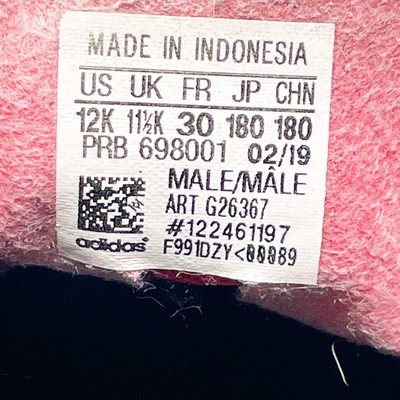 MADE IN INDONESIA
US UK FR JP CHN
12K 11½K 30 180 180
PRB 698001 02/19
MALE/MÂLE
ART G26367
#122461197
adidas® F991DZY<00089